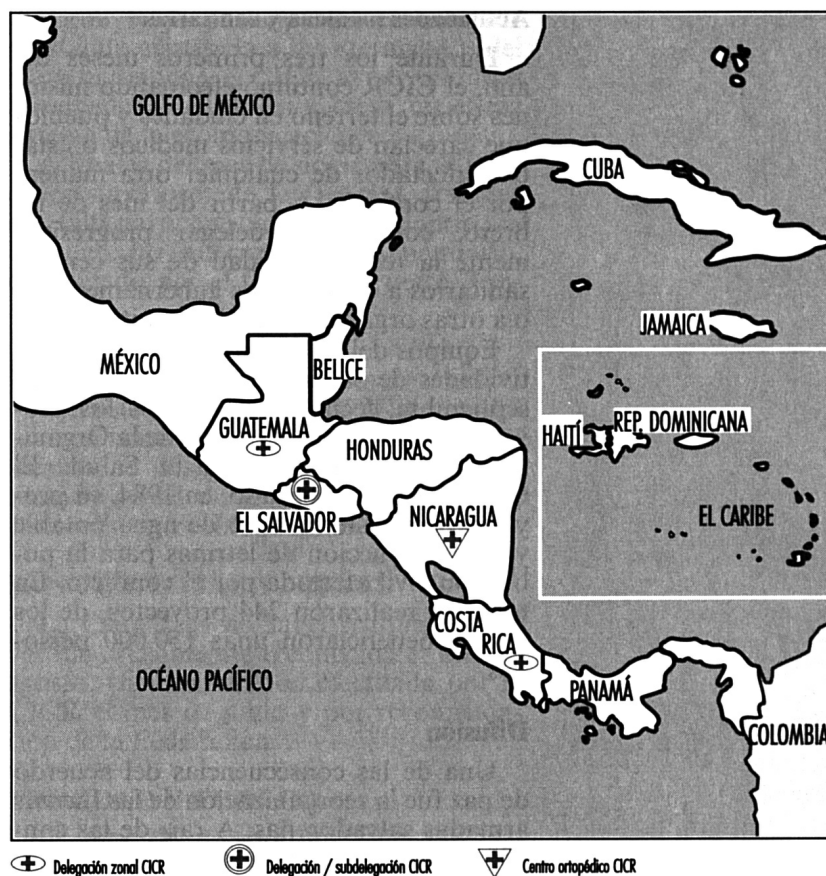 GOLFO DE MÉXICO
CUBA
JAMAICA
MÉXICO
BELICE
GUATEMALA
HONDURAS
HAITÍ
REP. DOMINICANA
EL SALVADOR
NICARAGUA
EL CARIBE
COSTA
RICA
OCÉANO PACÍFICO
PANAMÁ
COLOMBIA
Delegación zonal CICR
Delegación / subdelegación CICR
Centro ortopédico CICR